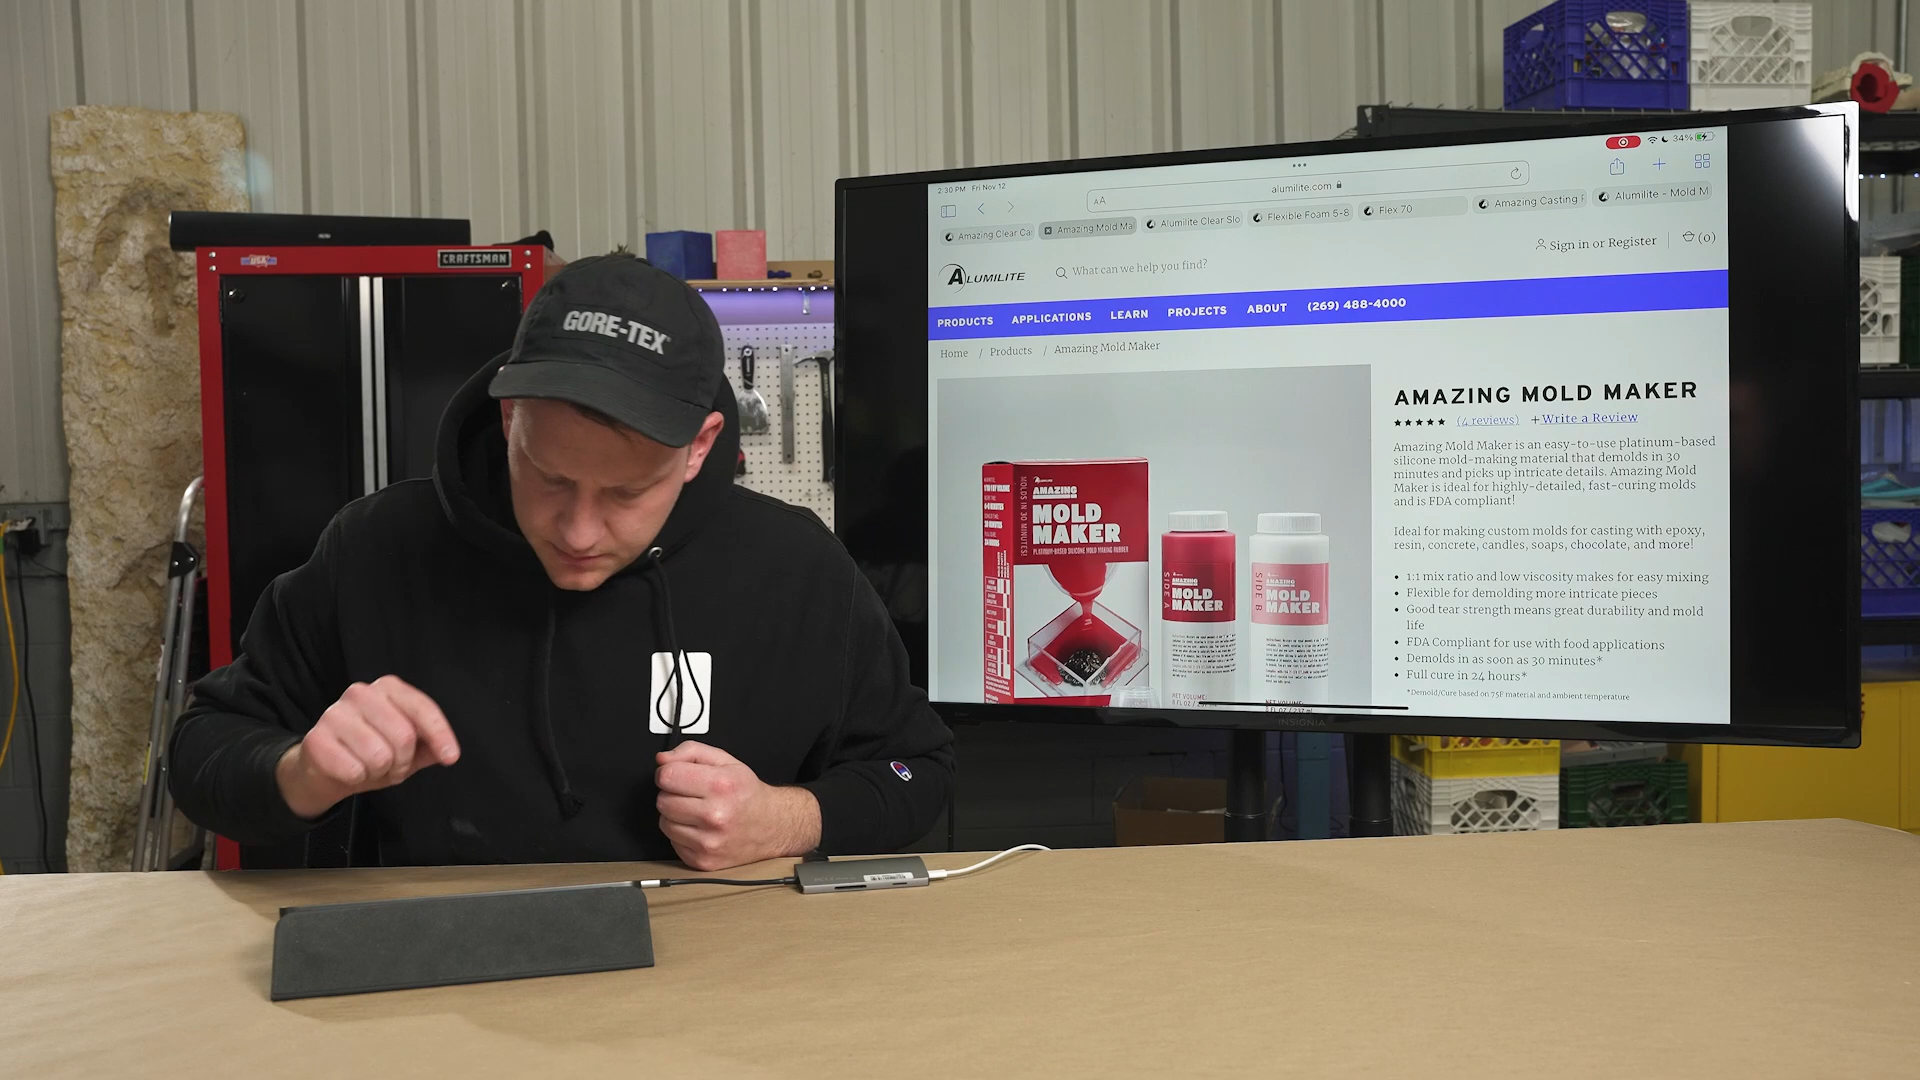 2:30 PM Fri Nov 12
34%
AA
alumilite.com
Amazing Clear Ca
Amazing Mold Ma
Alumilite Clear Slo
Flexible Foam 5-8
Flex 70
Amazing Casting
Alumilite - Mold M
Sign in or Register
(0)
ALUMILITE
What can we help you find?
PRODUCTS APPLICATIONS LEARN PROJECTS ABOUT (269) 488-4000
Home / Products / Amazing Mold Maker
AMAZING MOLD MAKER
(4 reviews) +Write a Review
Amazing Mold Maker is an easy-to-use platinum-based
silicone mold-making material that demolds in 30
minutes and picks up intricate details. Amazing Mold
Maker is ideal for highly-detailed, fast-curing molds
and is FDA compliant!
Ideal for making custom molds for casting with epoxy,
resin, concrete, candles, soaps, chocolate, and more!
• 1:1 mix ratio and low viscosity makes for easy mixing
• Flexible for demolding more intricate pieces
• Good tear strength means great durability and mold
life
• FDA Compliant for use with food applications
• Demolds in as soon as 30 minutes*
• Full cure in 24 hours*
*Demold/Cure based on 75F material and ambient temperature
AMAZING
MOLD
MAKER
PLATINUM-BASED SILICONE MOLD MAKING RUBBER
MOLDS IN 30 MINUTES!
SIDE A
AMAZING
MOLD
MAKER
NET VOLUME:
SIDE B
AMAZING
MOLD
MAKER
NET VOLUME:
INSIGNIA
CRAFTSMAN
USA
GORE-TEX